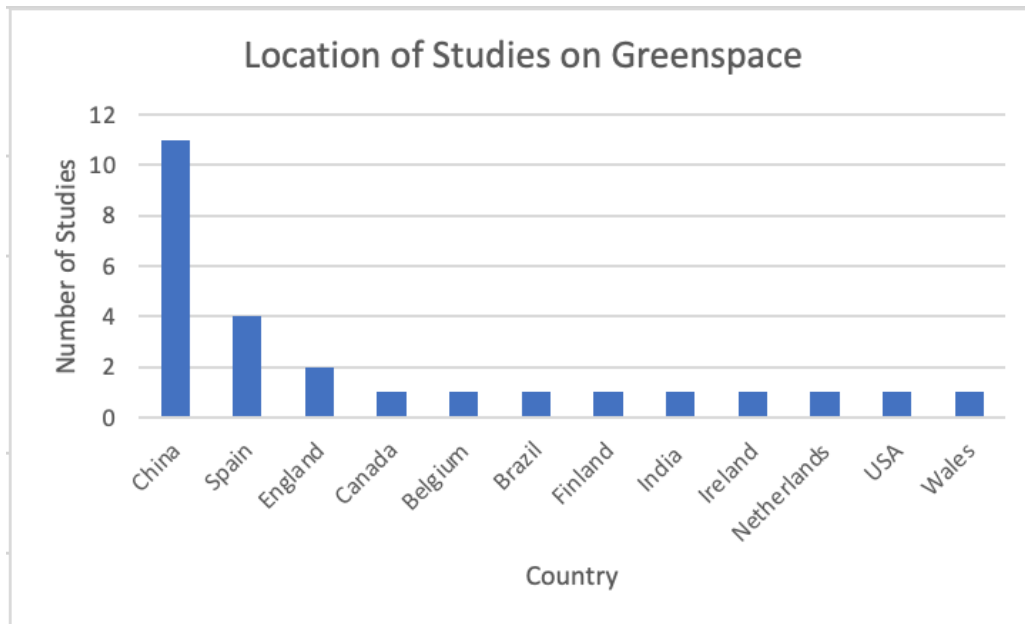 Location of Studies on Greenspace
Number of Studies
12
10
8
6
4
2
0
China
Spain
England
Canada
Belgium
Brazil
Finland
India
Ireland
Netherlands
USA
Wales
Country